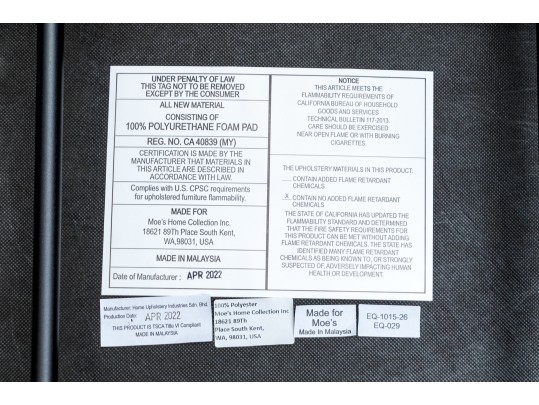 UNDER PENALTY OF LAW
THIS TAG NOT TO BE REMOVED
EXCEPT BY THE CONSUMER
ALL NEW MATERIAL
CONSISTING OF
100% POLYURETHANE FOAM PAD
REG. NO. CA 40839 (MY)
CERTIFICATION IS MADE BY THE
MANUFACTURER THAT MATERIALS IN
THIS ARTICLE ARE DESCRIBED IN
ACCORDANCE WITH LAW.
Complies with U.S. CPSC requirements
for upholstered furniture flammability.
MADE FOR
Moe's Home Collection Inc.
18621 89Th Place South Kent,
WA,98031, USA
MADE IN MALAYSIA
Date of Manufacturer : APR 2022
NOTICE
THIS ARTICLE MEETS THE
FLAMMABILITY REQUIREMENTS OF
CALIFORNIA BUREAU OF HOUSEHOLD
GOODS AND SERVICES
TECHNICAL BULLETIN 117-2013.
CARE SHOULD BE EXERCISED
NEAR OPEN FLAME OR WITH BURNING
CIGARETTES.
THE UPHOLSTERY MATERIALS IN THIS PRODUCT:
..... CONTAIN ADDED FLAME RETARDANT
CHEMICALS
X CONTAIN NO ADDED FLAME RETARDANT
CHEMICALS
THE STATE OF CALIFORNIA HAS UPDATED THE
FLAMMABILITY STANDARD AND DETERMINED
THAT THE FIRE SAFETY REQUIREMENTS FOR
THIS PRODUCT CAN BE MET WITHOUT ADDING
FLAME RETARDANT CHEMICALS. THE STATE HAS
IDENTIFIED MANY FLAME RETARDANT
CHEMICALS AS BEING KNOWN TO, OR STRONGLY
SUSPECTED OF, ADVERSELY IMPACTING HUMAN
HEALTH OR DEVELOPMENT.
Manufacturer: Home Upholstery Industries Sdn. Bhd.
Production Date: APR 2022
THIS PRODUCT IS TSCA Title VI Compliant
MADE IN MALAYSIA
100% Polyester
Moe's Home Collection Inc
18621 89Th
Place South Kent,
WA, 98031, USA
Made for
Moe's
Made In Malaysia
EQ-1015-26
EQ-029